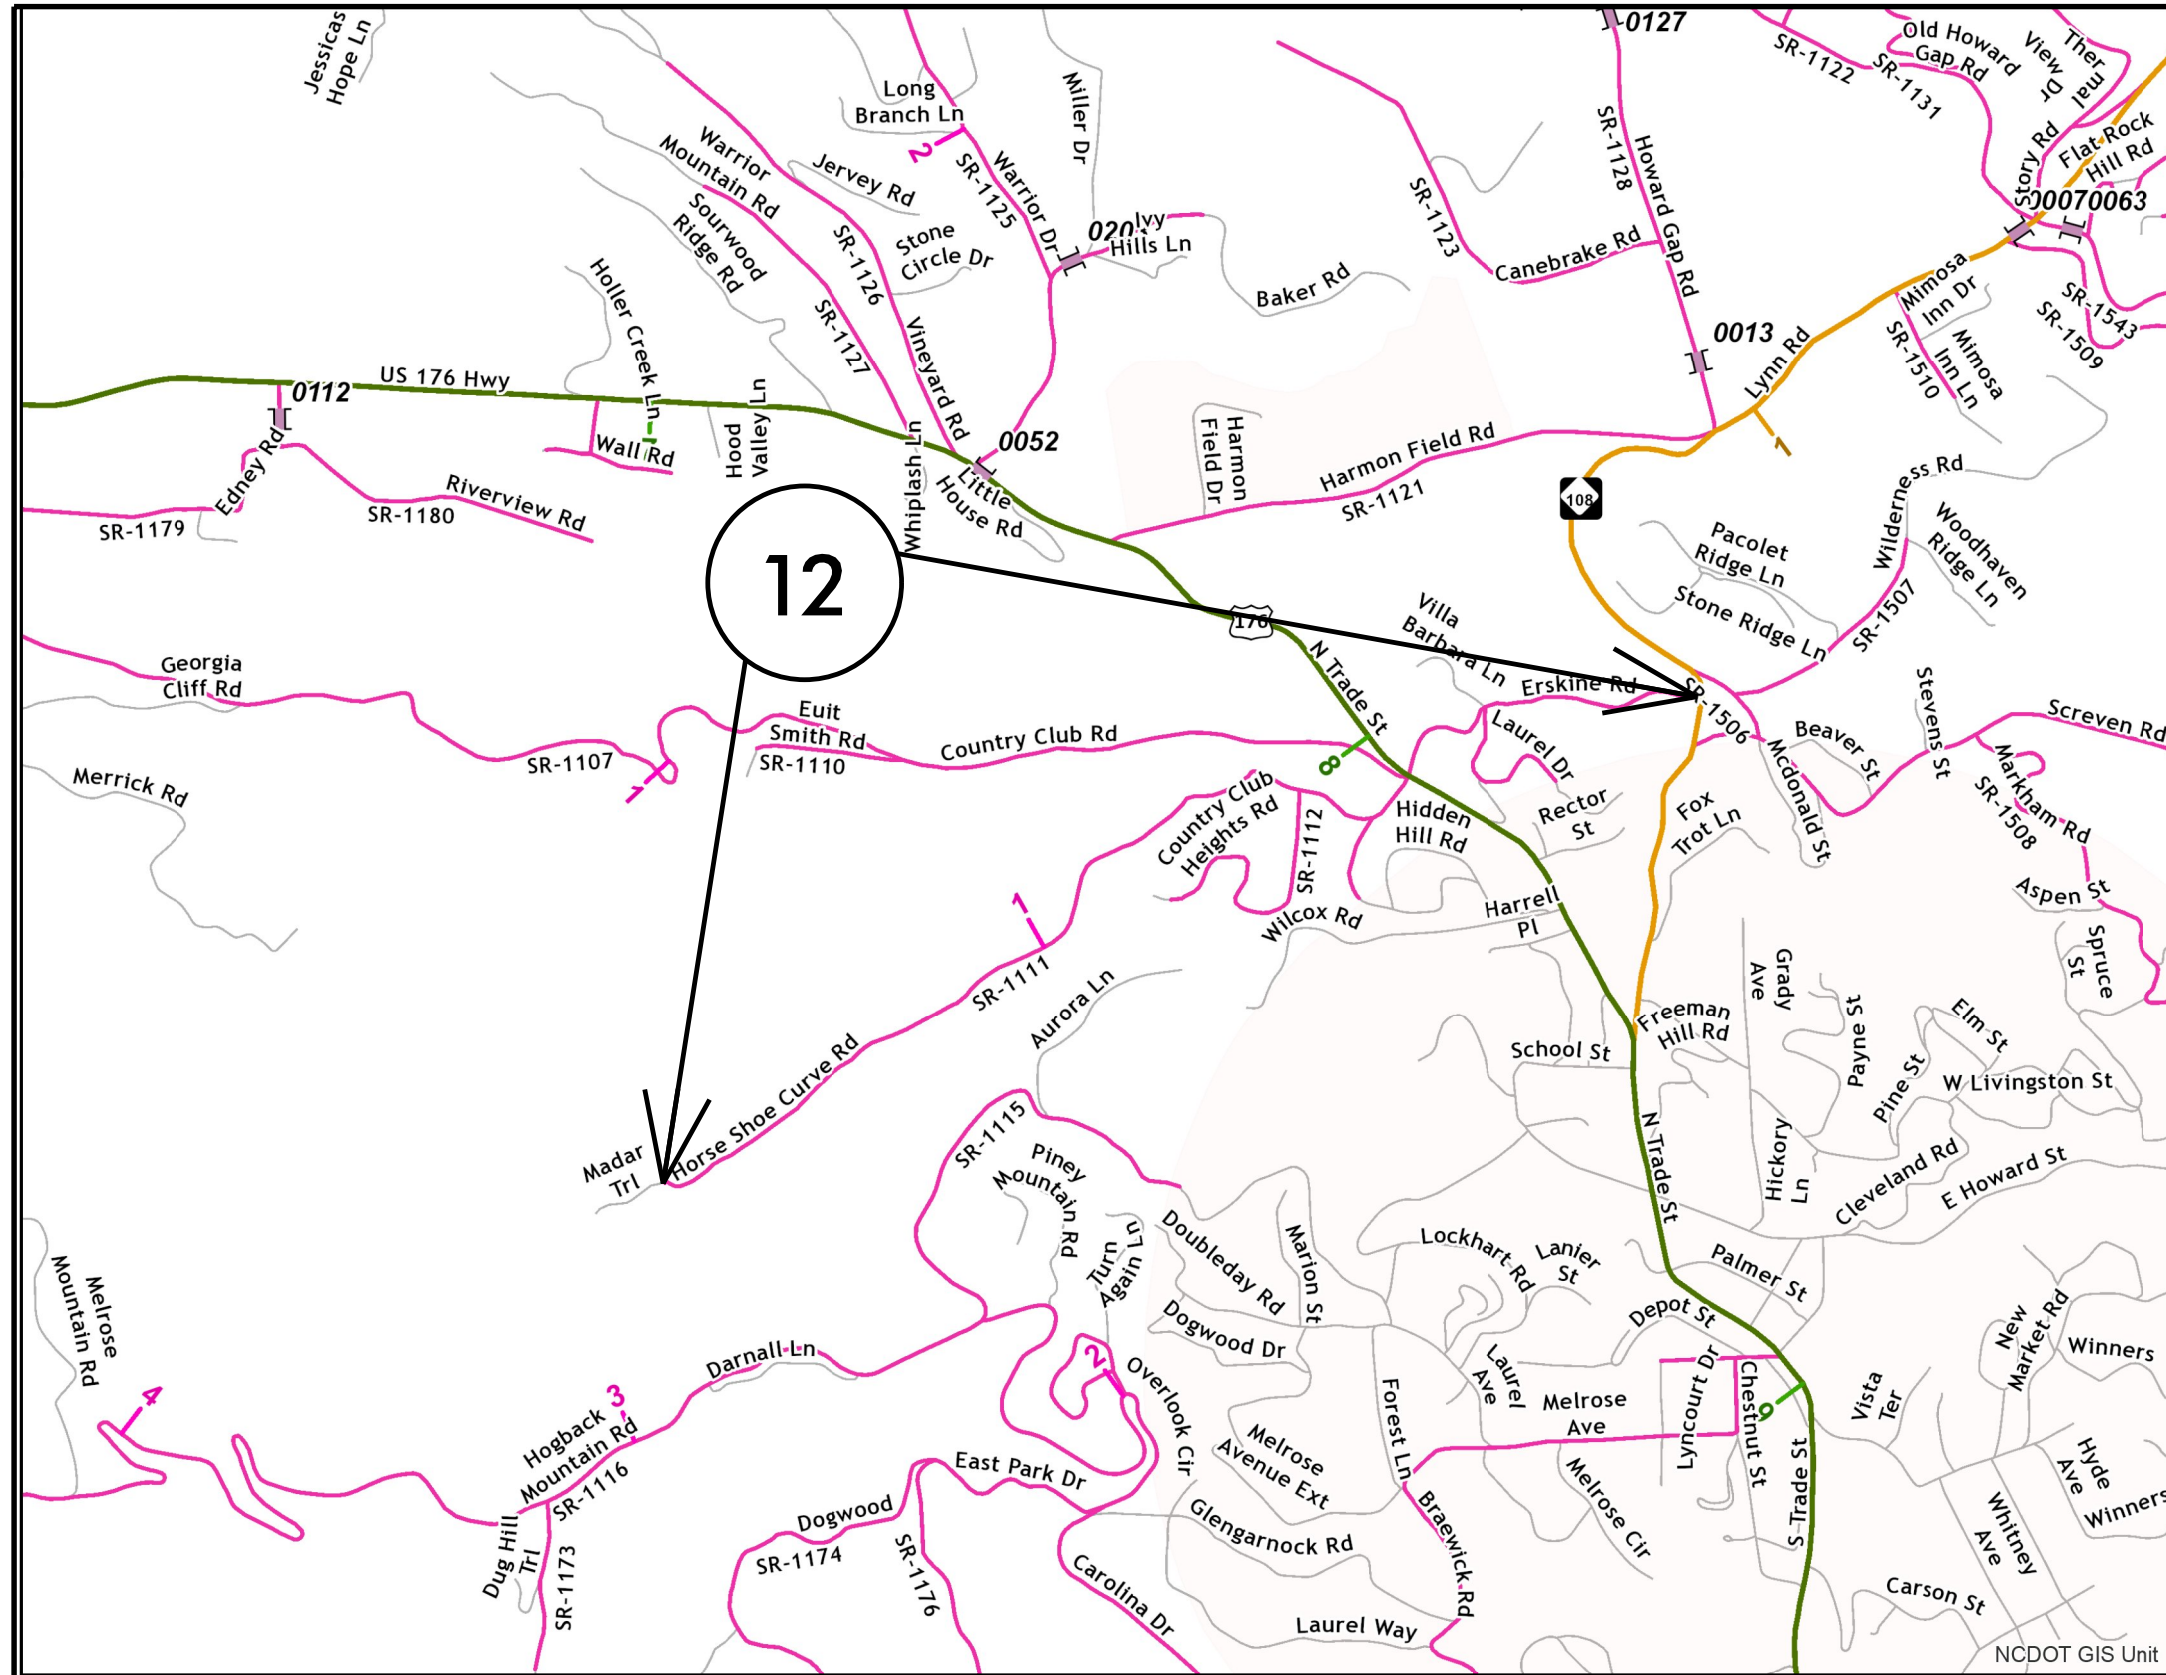 Jessicas
Hope Ln
Long
Branch Ln
2
Miller Dr
0127
SR-1122
Old Howard
Gap Rd
SR-1131
View
Dr
Ther
mal
Flat Rock
Hill Rd
Story Rd
00070063
Warrior
Mountain Rd
Jervey Rd
SR-1125
Warrior Dr
Ivy
Hills Ln
SR-1128
Howard Gap Rd
SR-1123
Canebrake Rd
Sourwood
Ridge Rd
Stone
Circle Dr
SR-1126
SR-1127
Vineyard Rd
Holler Creek Ln
1
Baker Rd
Mimosa
Inn Dr
SR-1510
Mimosa
Inn Ln
SR-1543
SR-1509
0013
Lynn Rd
1
US 176 Hwy
0112
Wall Rd
Hood
Valley Ln
Whiplash Ln
0052
Little
House Rd
Harmon
Field Dr
Harmon Field Rd
SR-1121
108
Edney Rd
Riverview Rd
SR-1179
SR-1180
Wilderness Rd
Woodhaven
Ridge Ln
Pacolet
Ridge Ln
Stone Ridge Ln
SR-1507
12
176
Villa
Barbara Ln
N Trade St
Erskine Rd
SR-1506
Georgia
Cliff Rd
Merrick Rd
SR-1107
1
Euit
Smith Rd
SR-1110
Country Club Rd
8
Laurel Dr
Beaver St
Stevens St
Screven Rd
Mcdonald St
Markham Rd
SR-1508
Country Club
Heights Rd
SR-1112
Hidden
Hill Rd
Rector
St
Fox
Trot Ln
Aspen St
Spruce
St
Wilcox Rd
Harrell
Pl
1
SR-1111
Aurora Ln
Horse Shoe Curve Rd
Madar
Trl
Grady
Ave
Freeman
Hill Rd
School St
Payne St
Pine St
Elm St
W Livingston St
Hickory
Ln
Cleveland Rd
E Howard St
N Trade St
SR-1115
Piney
Mountain Rd
Turn
Again Ln
Doubleday Rd
Marion St
Dogwood Dr
Lockhart Rd
Lanier
St
Palmer St
Depot St
Melrose
Mountain Rd
4
3
Hogback
Mountain Rd
SR-1116
Darnall Ln
2
Overlook Cir
Laurel
Ave
Melrose
Ave
Lyncourt Dr
Chestnut St
9
S Trade St
Vista
Ter
New
Market Rd
Winners
Hyde
Ave
Winners
Whitney
Ave
Forest Ln
Melrose
Avenue Ext
Melrose Cir
East Park Dr
Dogwood
SR-1174
SR-1176
Dug Hill
Trl
SR-1173
Glengarnock Rd
Braewick Rd
Carolina Dr
Laurel Way
Carson St
NCDOT GIS Unit